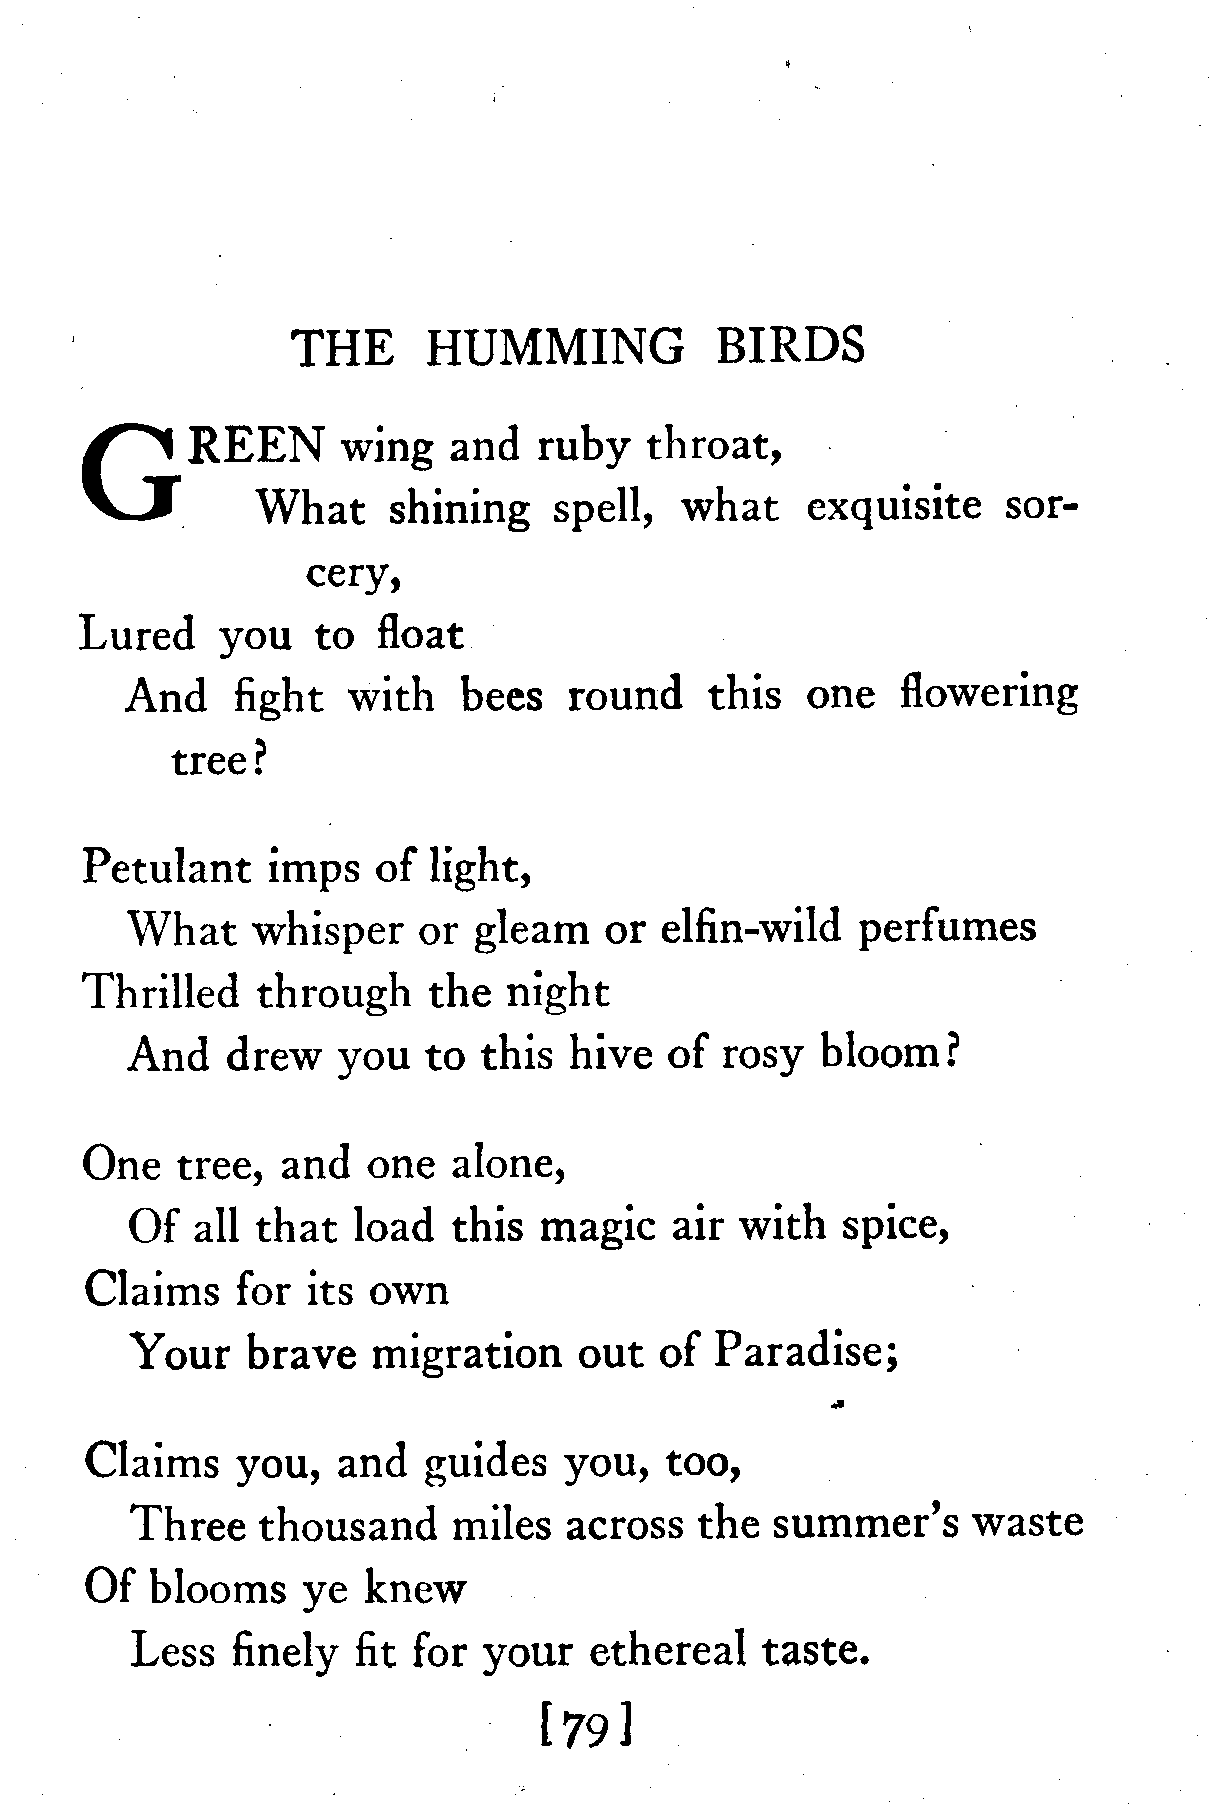 THE HUMMING BIRDS
GREEN wing and ruby throat,
What shining spell, what exquisite sor-
cery,
Lured you to float
And fight with bees round this one flowering
tree?
Petulant imps of light,
What whisper or gleam or elfin-wild perfumes
Thrilled through the night
And drew you to this hive of rosy bloom?
One tree, and one alone,
Of all that load this magic air with spice,
Claims for its own
Your brave migration out of Paradise;
Claims you, and guides you, too,
Three thousand miles across the summer's waste
Of blooms ye knew
Less finely fit for your ethereal taste.
[79]